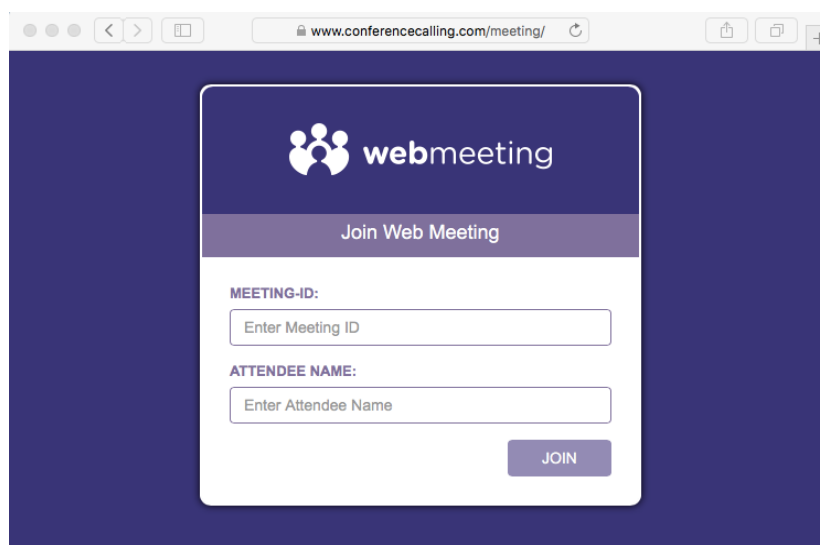 www.conferencecalling.com/meeting/
webmeeting
Join Web Meeting
MEETING-ID:
Enter Meeting ID
ATTENDEE NAME:
Enter Attendee Name
JOIN